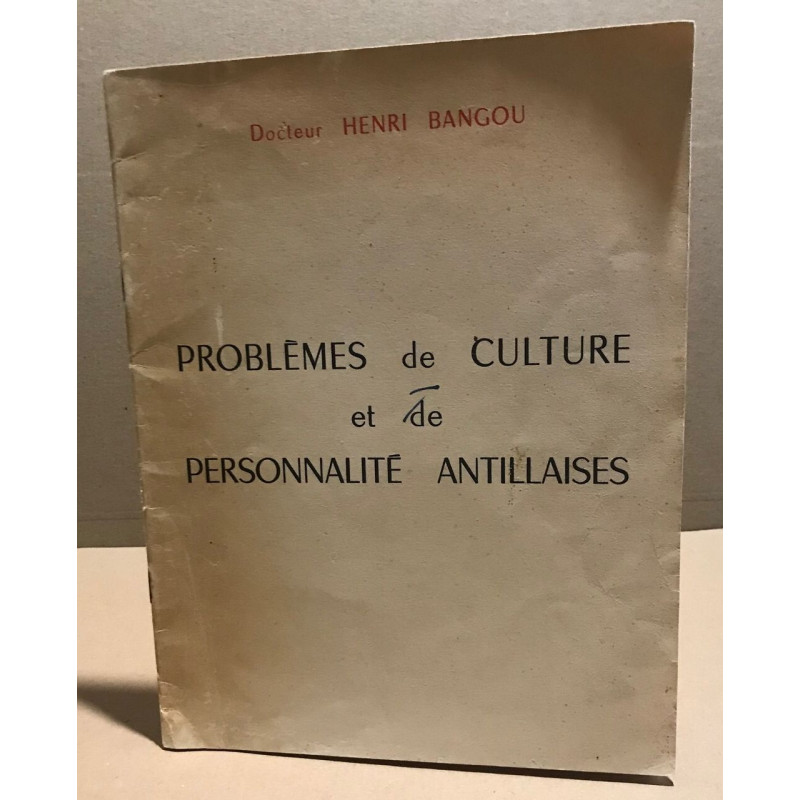 Docteur HENRI BANGOU
PROBLÈMES de CULTURE
et de
PERSONNALITÉ ANTILLAISES